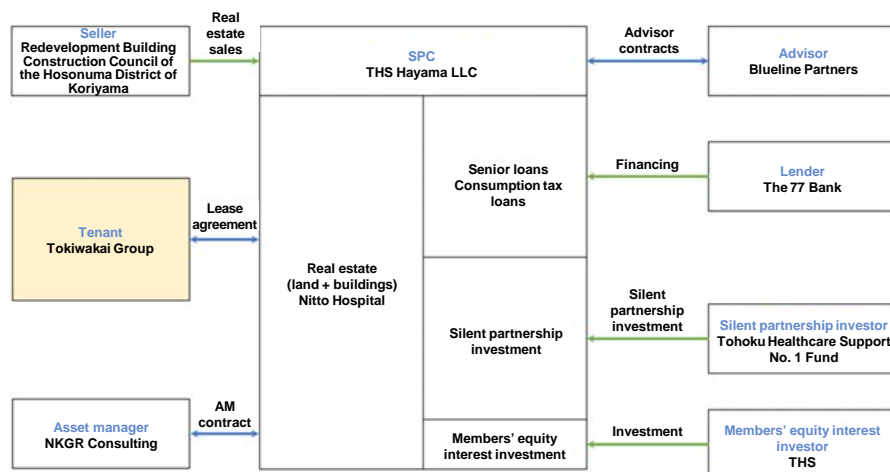 Seller
Redevelopment Building
Construction Council of
the Hosonuma District of
Koriyama
Real
estate
sales
SPC
THS Hayama LLC
Advisor
contracts
Advisor
Blueline Partners
Tenant
Tokiwakai Group
Lease
agreement
Real estate
(land + buildings)
Nitto Hospital
Senior loans
Consumption tax
loans
Financing
Lender
The 77 Bank
Silent partnership
investment
Silent
partnership
investment
Silent partnership investor
Tohoku Healthcare Support
No. 1 Fund
Asset manager
NKGR Consulting
AM
contract
Members’ equity
interest investment
Investment
Members’ equity interest
investor
THS